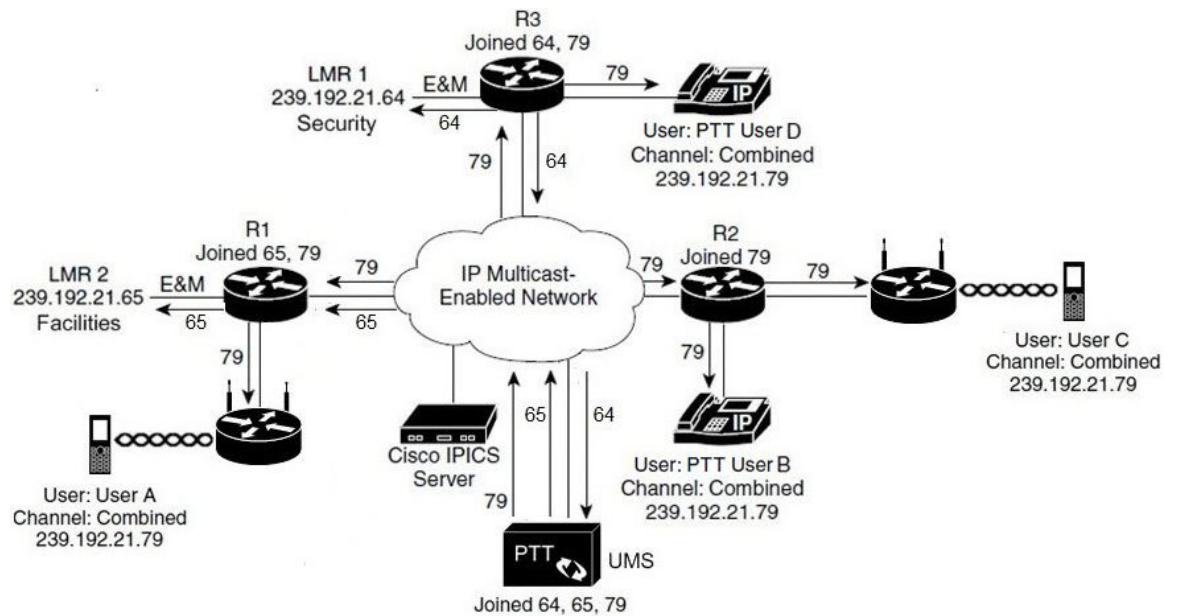 R3
Joined 64, 79
LMR 1
239.192.21.64
Security
E&M
64
79
IP
User: PTT User D
Channel: Combined
239.192.21.79
79
64
R1
Joined 65, 79
LMR 2
239.192.21.65
Facilities
E&M
65
79
65
IP Multicast-
Enabled Network
79
R2
Joined 79
79
User: User C
Channel: Combined
239.192.21.79
79
User: User A
Channel: Combined
239.192.21.79
Cisco IPICS
Server
79
65
64
79
IP
User: PTT User B
Channel: Combined
239.192.21.79
PTT
UMS
Joined 64, 65, 79